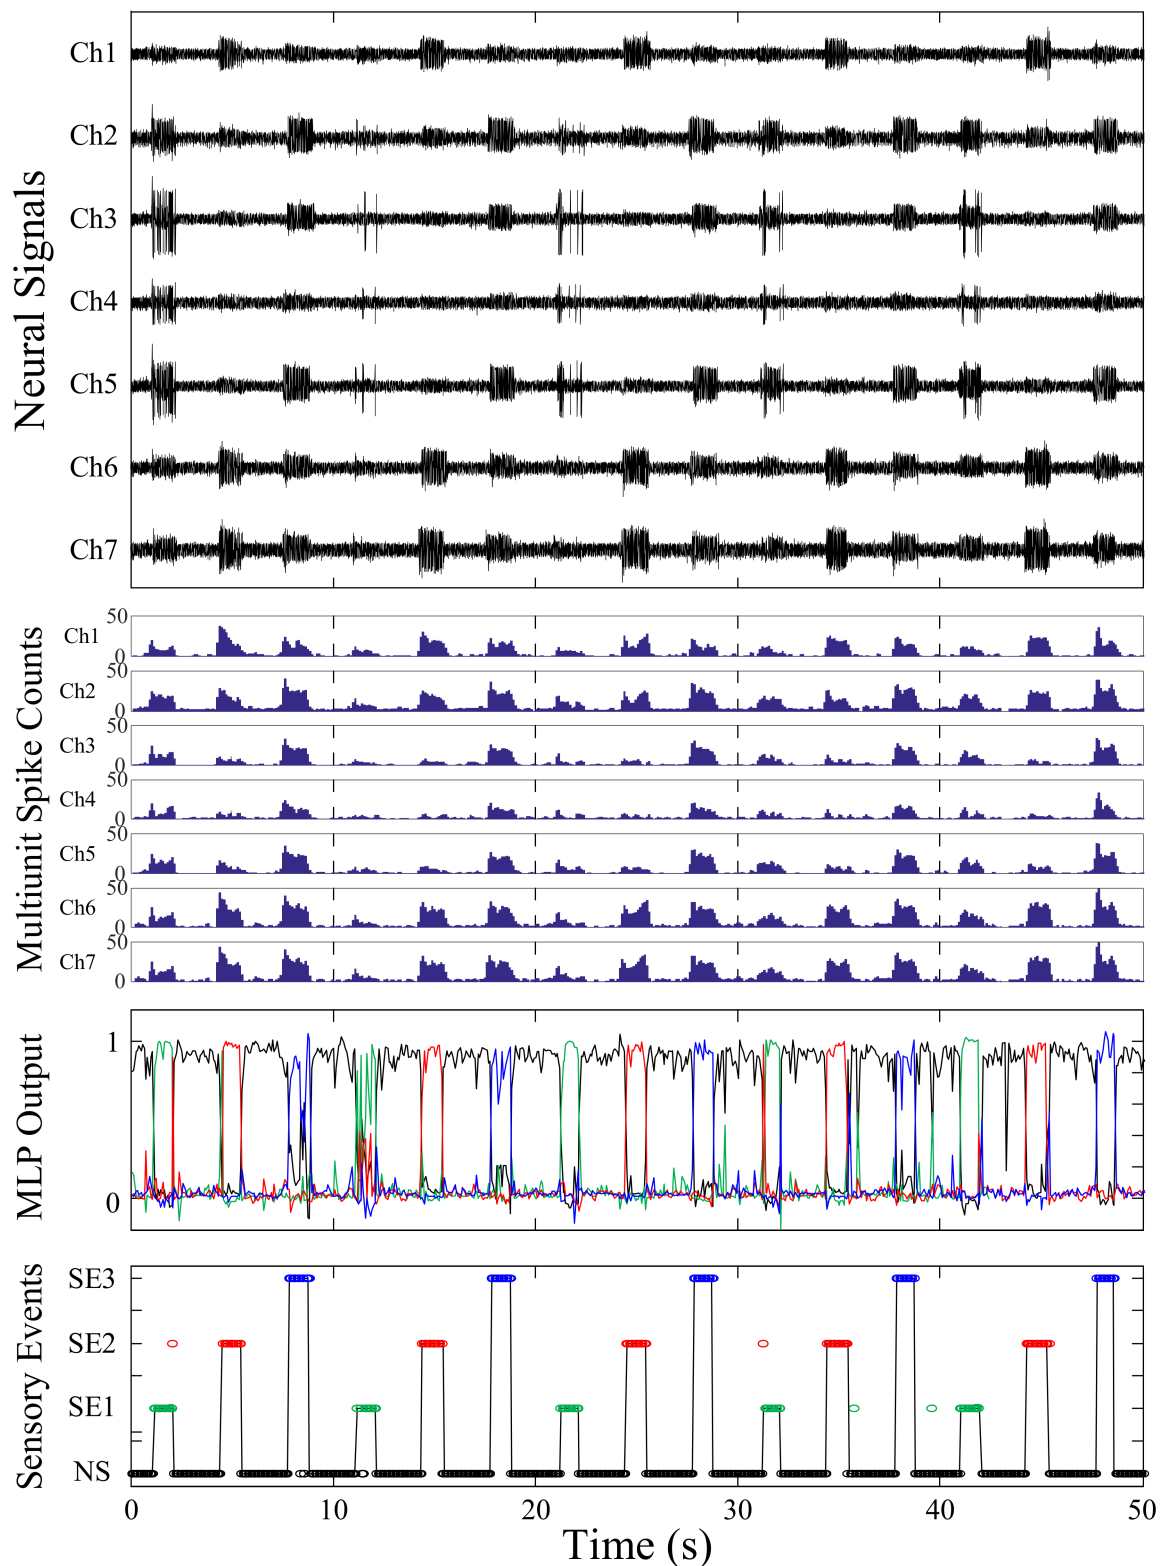 Neural Signals
Ch1
Ch2
Ch3
Ch4
Ch5
Ch6
Ch7
Multiunit Spike Counts
50
Ch1
0
50
Ch2
0
50
Ch3
0
50
Ch4
0
50
Ch5
0
50
Ch6
0
50
Ch7
0
MLP Output
1
0
Sensory Events
SE3
SE2
SE1
NS
0 10 20 30 40 50
Time (s)